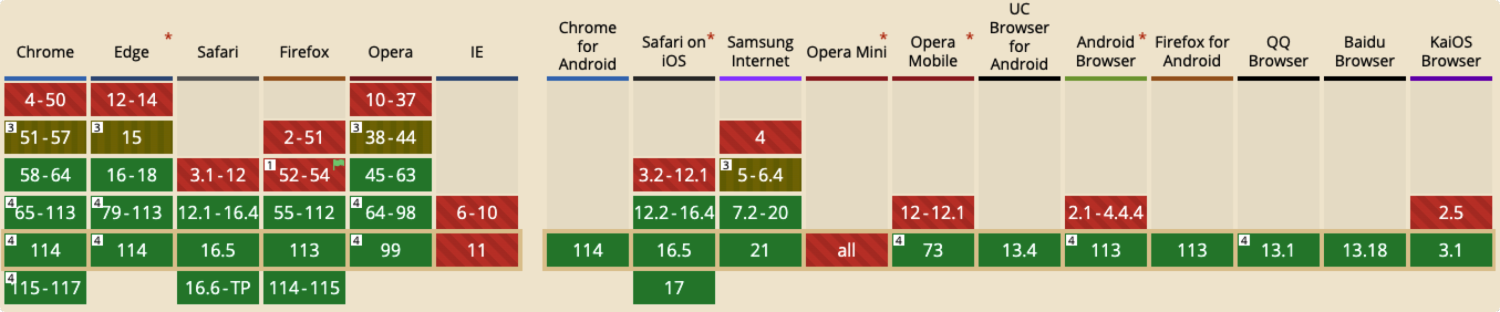 Chrome
Edge *
Safari
Firefox
Opera
IE
Chrome
for
Android
Safari on *
iOS
Samsung
Internet
Opera Mini *
Opera *
Mobile
UC
Browser
for
Android
Android *
Browser
Firefox for
Android
QQ
Browser
Baidu
Browser
KaiOS
Browser
4-50 12-14 10-37
3 51-57 3 15 2-51 3 38-44 4
58-64 16-18 3.1-12 1 52-54 45-63 3.2-12.1 3 5-6.4
4 65-113 4 79-113 12.1-16.4 55-112 4 64-98 6-10 12.2-16.4 7.2-20 12-12.1 2.1-4.4.4 2.5
4 114 4 114 16.5 113 4 99 11 114 16.5 21 all 4 73 13.4 4 113 113 4 13.1 13.18 3.1
4 115-117 16.6-TP 114-115 17